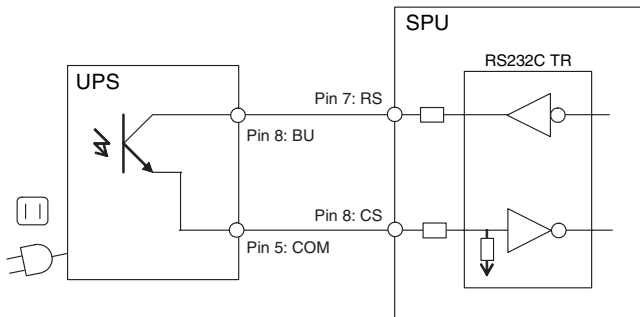 SPU
RS232C TR
UPS
Pin 7: RS
Pin 8: BU
Pin 8: CS
Pin 5: COM